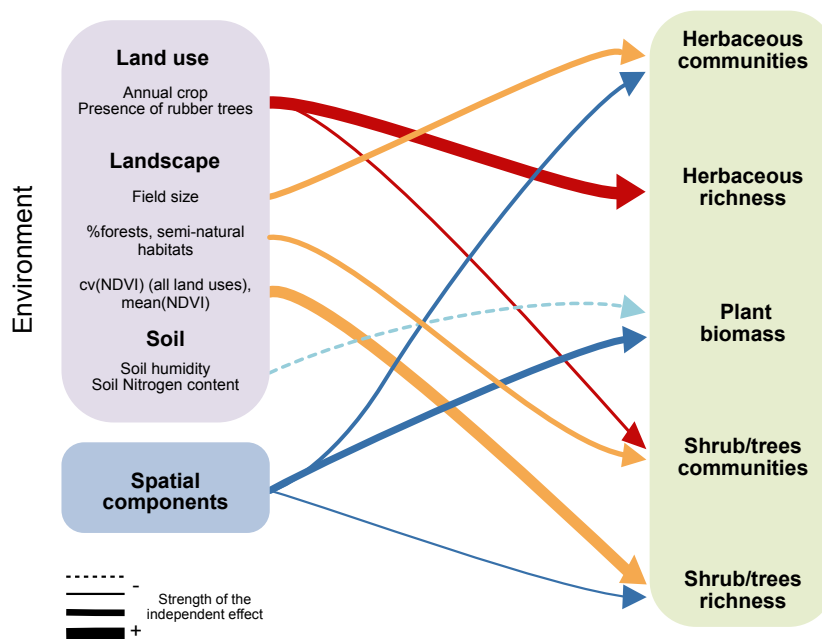 Environment
Land use
Annual crop
Presence of rubber trees
Landscape
Field size
%forests, semi-natural
habitats
cv(NDVI) (all land uses),
mean(NDVI)
Soil
Soil humidity
Soil Nitrogen content
Spatial
components
Herbaceous
communities
Herbaceous
richness
Plant
biomass
Shrub/trees
communities
Shrub/trees
richness
-
Strength of the
independent effect
+